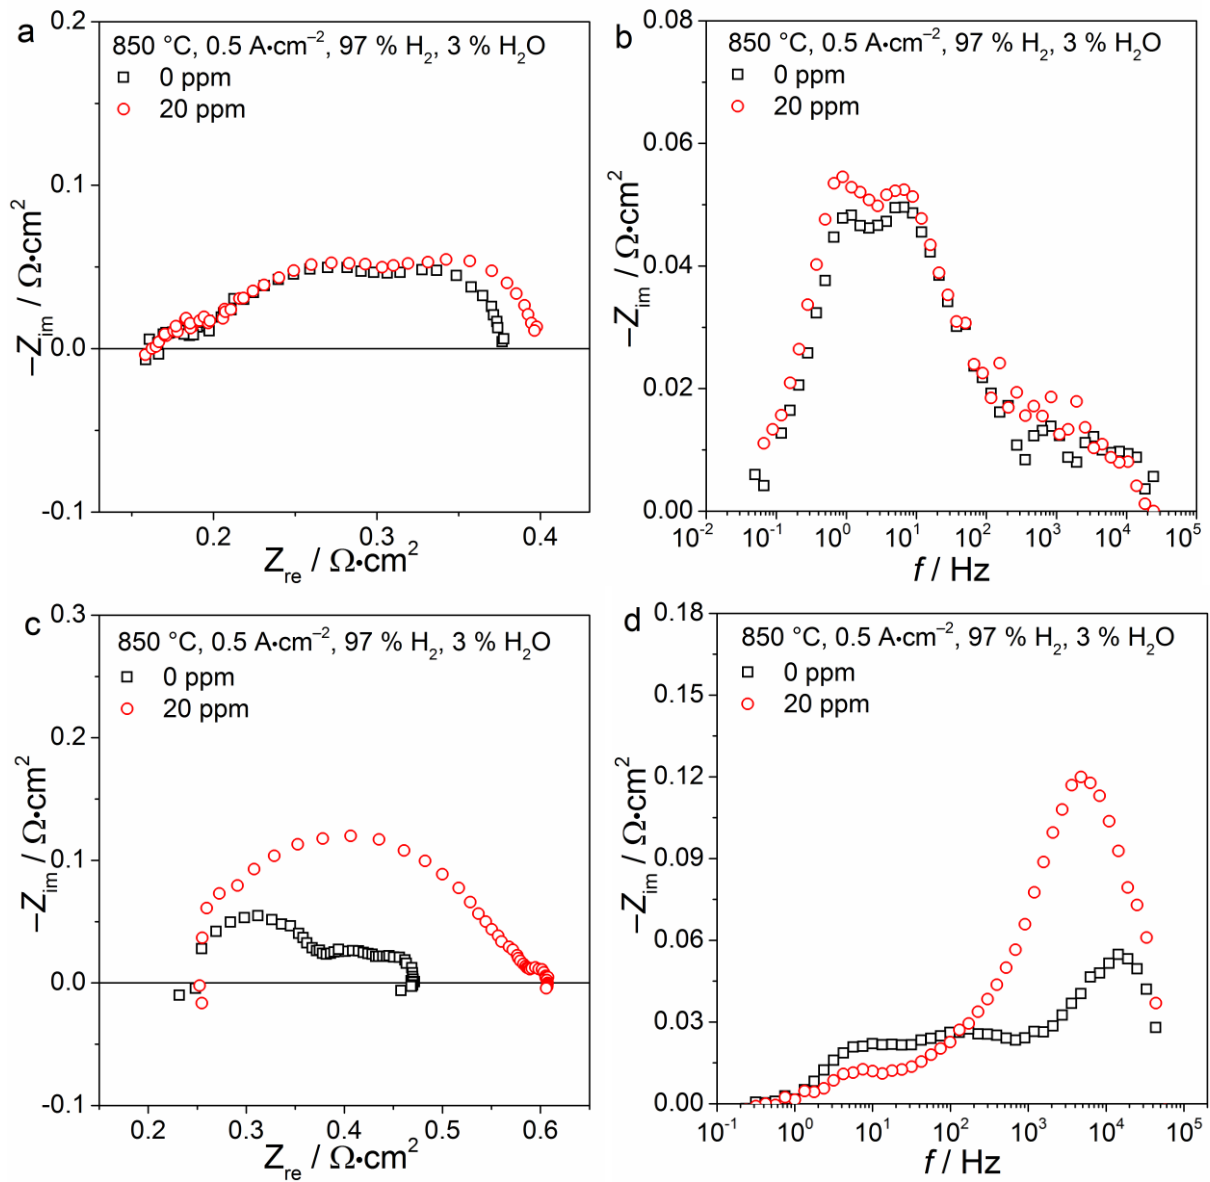 a
850 °C, 0.5 A•cm⁻², 97 % H₂, 3 % H₂O
0 ppm
20 ppm
0.2
0.1
0.0
-0.1
0.2
0.3
0.4
−Z_im / Ω•cm²
Z_re / Ω•cm²
b
850 °C, 0.5 A•cm⁻², 97 % H₂, 3 % H₂O
0 ppm
20 ppm
0.08
0.06
0.04
0.02
0.00
10⁻²
10⁻¹
10⁰
10¹
10²
10³
10⁴
10⁵
−Z_im / Ω•cm²
f / Hz
c
850 °C, 0.5 A•cm⁻², 97 % H₂, 3 % H₂O
0 ppm
20 ppm
0.3
0.2
0.1
0.0
-0.1
0.2
0.3
0.4
0.5
0.6
−Z_im / Ω•cm²
Z_re / Ω•cm²
d
850 °C, 0.5 A•cm⁻², 97 % H₂, 3 % H₂O
0 ppm
20 ppm
0.18
0.15
0.12
0.09
0.06
0.03
0.00
10⁻¹
10⁰
10¹
10²
10³
10⁴
10⁵
−Z_im / Ω•cm²
f / Hz